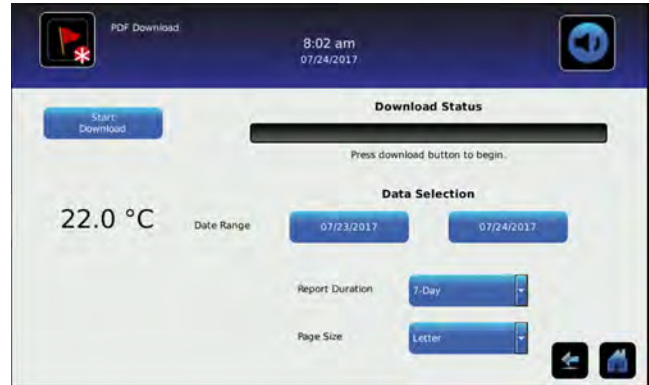 PDF Download
8:02 am
07/24/2017
Start
Download
Download Status
Press download button to begin.
Data Selection
22.0 °C
Date Range
07/23/2017
07/24/2017
Report Duration
7-Day
Page Size
Letter